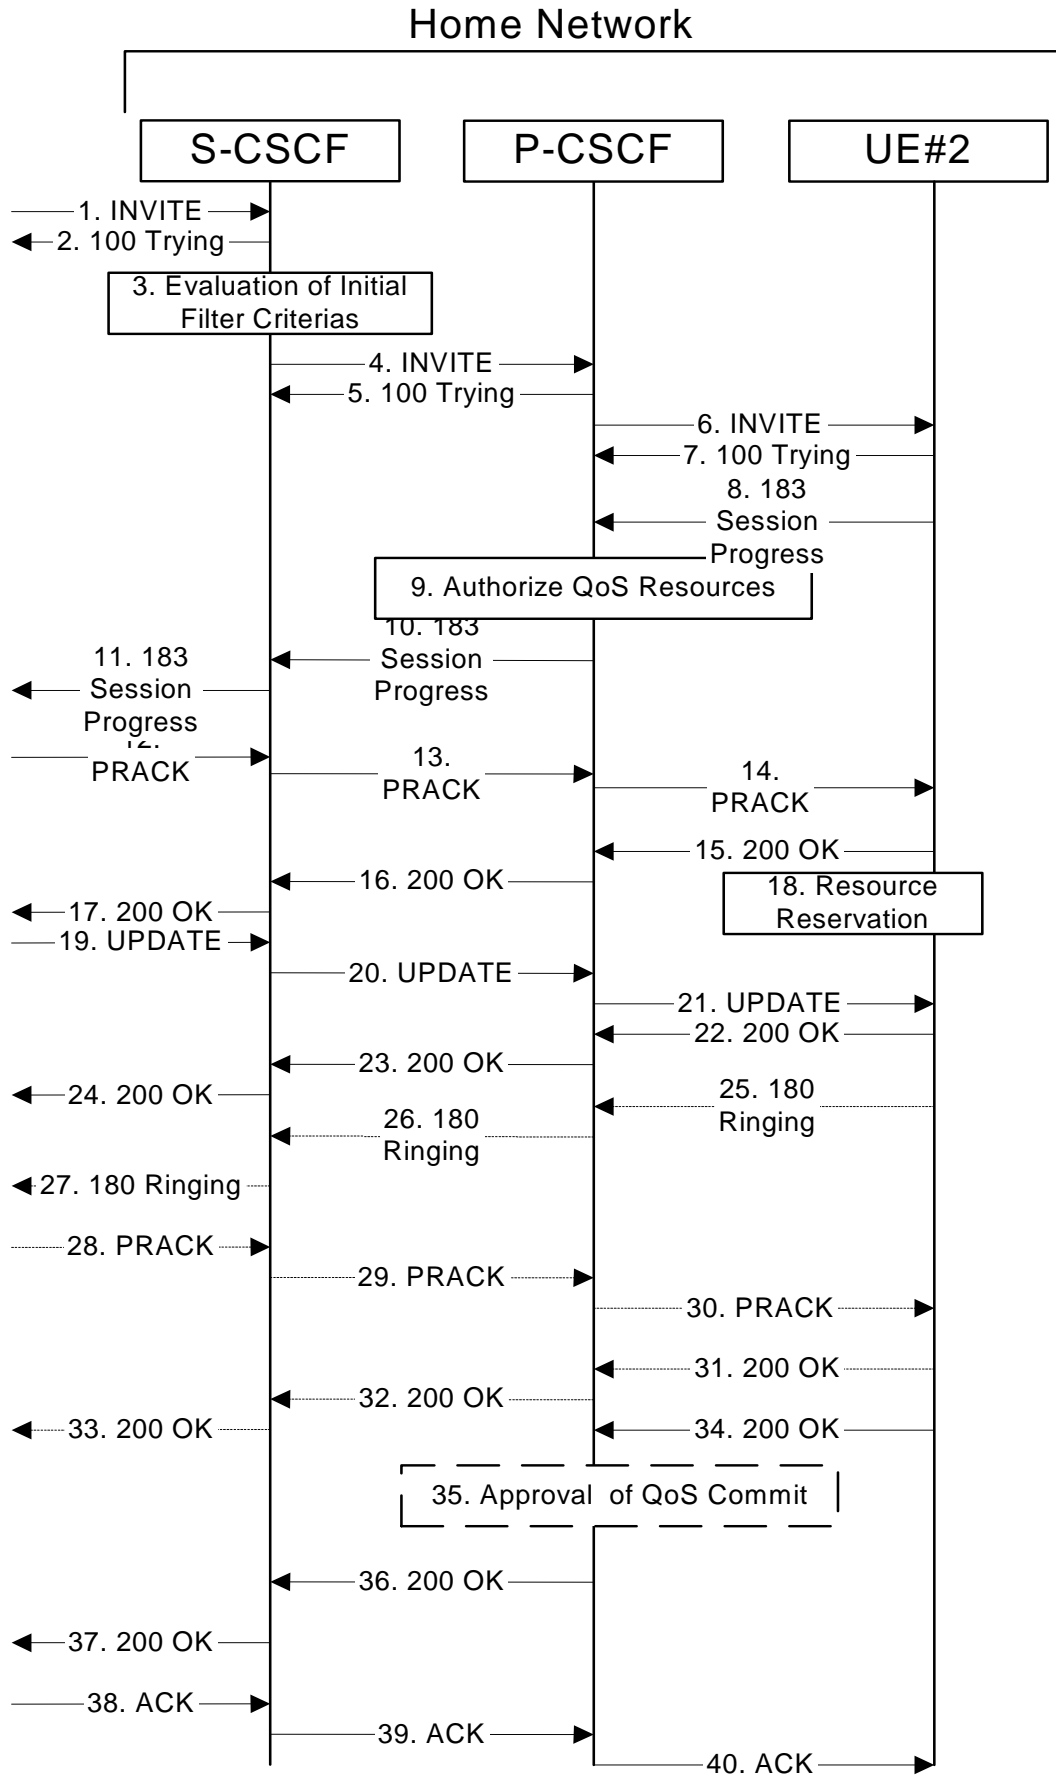 Home Network
S-CSCF
P-CSCF
UE#2
1. INVITE
2. 100 Trying
3. Evaluation of Initial
Filter Criterias
4. INVITE
5. 100 Trying
6. INVITE
7. 100 Trying
8. 183
Session
Progress
9. Authorize QoS Resources
10. 183
Session
Progress
11. 183
Session
Progress
12.
PRACK
13.
PRACK
14.
PRACK
15. 200 OK
16. 200 OK
17. 200 OK
18. Resource
Reservation
19. UPDATE
20. UPDATE
21. UPDATE
22. 200 OK
23. 200 OK
24. 200 OK
25. 180
Ringing
26. 180
Ringing
27. 180 Ringing
28. PRACK
29. PRACK
30. PRACK
31. 200 OK
32. 200 OK
33. 200 OK
34. 200 OK
35. Approval of QoS Commit
36. 200 OK
37. 200 OK
38. ACK
39. ACK
40. ACK